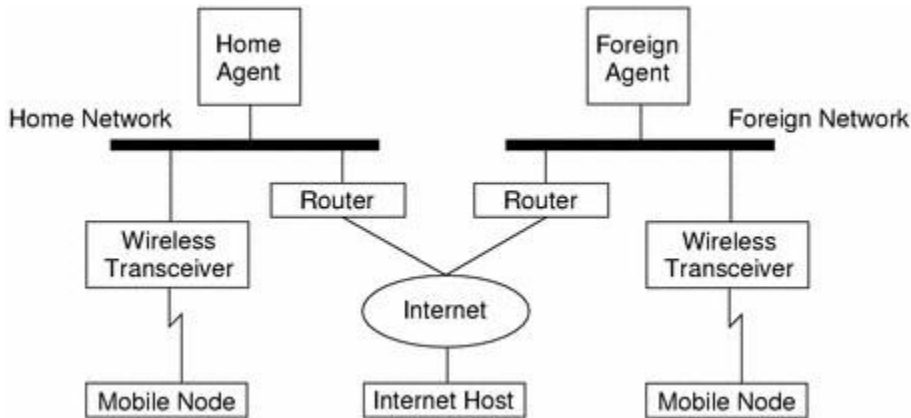 Home
Agent
Foreign
Agent
Home Network
Foreign Network
Router
Router
Wireless
Transceiver
Wireless
Transceiver
Internet
Mobile Node
Internet Host
Mobile Node